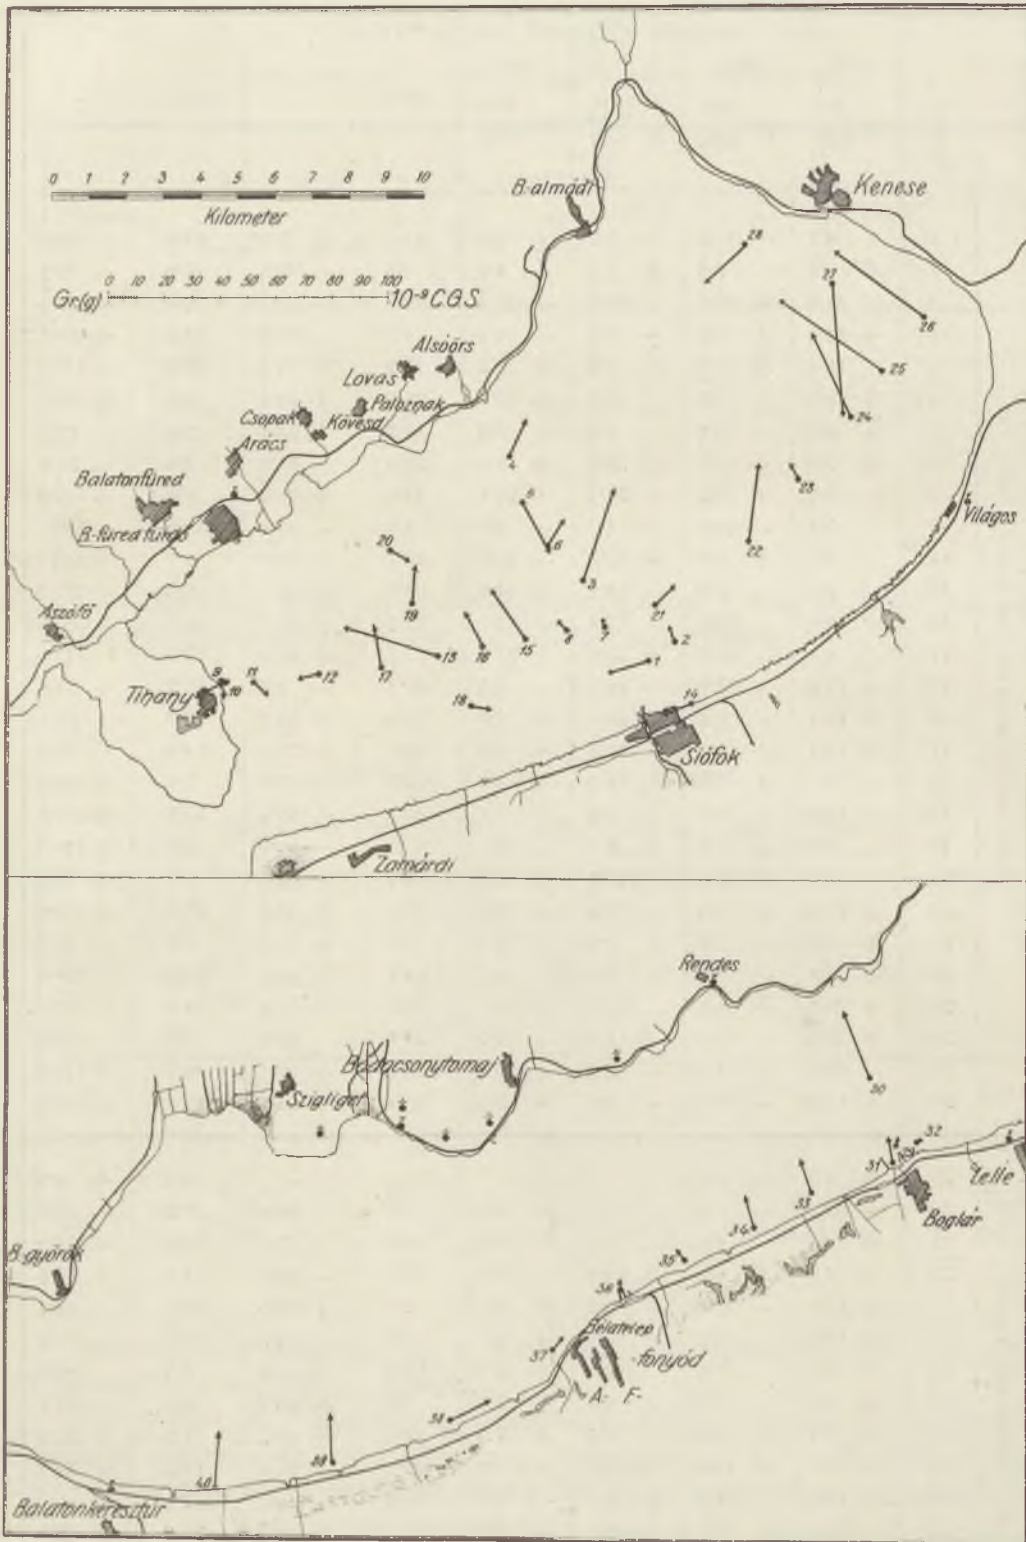 0 1 2 3 4 5 6 7 8 9 10
Kilometer
Gr(g) 0 10 20 30 40 50 60 70 80 90 100 10⁻⁹ C.G.S.
B-almádi
Kenese
28
27
26
25
24
Alsóörs
Lovas
Paloznak
Csopak
Kövesd
Arács
Balatonfüred
B-füred fürdő
4
5
6
3
23
22
Világos
20
19
21
Aszófő
13
16
15
8
7
2
1
17
12
11
9
10
Tihany
18
14
Siófok
Zamárdi
Rendes
Badacsonytomaj
Szigliget
30
32
31
Lelle
Boglár
33
34
35
36
B-györök
Bélatelep
37
-fonyód
A- F-
38
40
Balatonkeresztúr